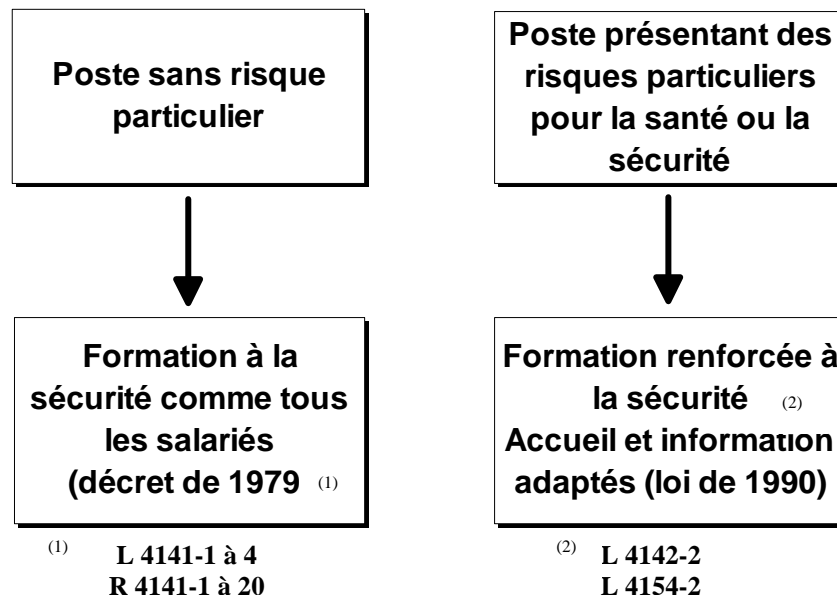 Poste sans risque
particulier
Poste présentant des
risques particuliers
pour la santé ou la
sécurité
Formation à la
sécurité comme tous
les salariés
(décret de 1979 (1)
Formation renforcée à
la sécurité (2)
Accueil et information
adaptés (loi de 1990)
(1) L 4141-1 à 4
R 4141-1 à 20
(2) L 4142-2
L 4154-2